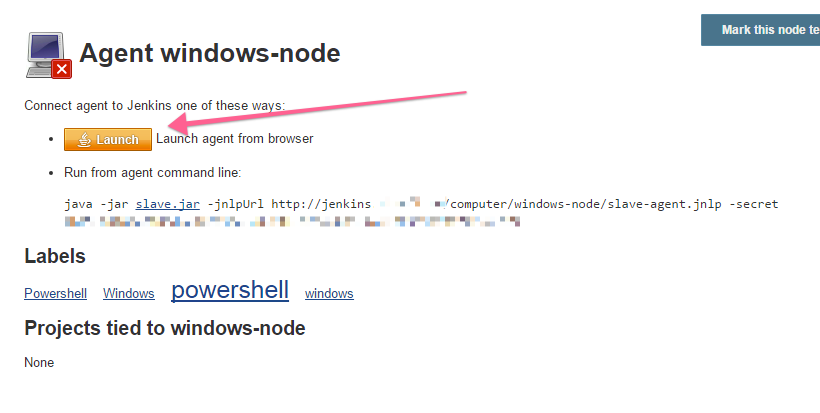 Mark this node te
Agent windows-node
Connect agent to Jenkins one of these ways:
Launch Launch agent from browser
Run from agent command line:
java -jar slave.jar -jnlpUrl http://jenkins /computer/windows-node/slave-agent.jnlp -secret
Labels
Powershell Windows powershell windows
Projects tied to windows-node
None